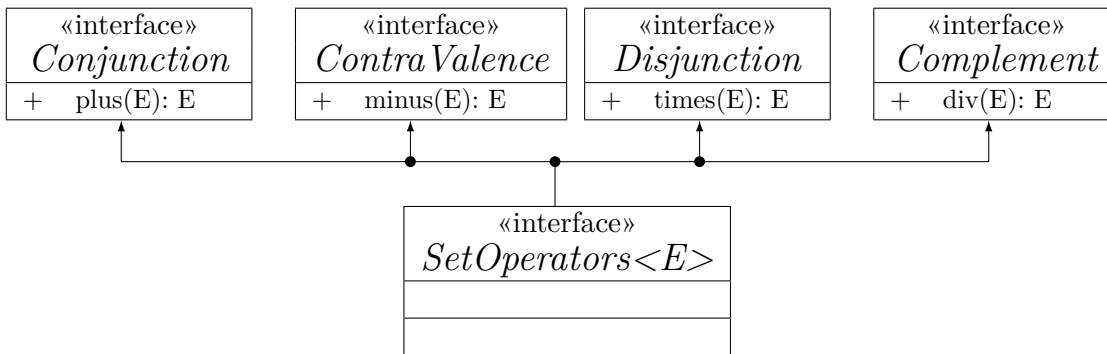 «interface»
Conjunction
+ plus(E): E
«interface»
ContraValence
+ minus(E): E
«interface»
Disjunction
+ times(E): E
«interface»
Complement
+ div(E): E
«interface»
SetOperators<E>